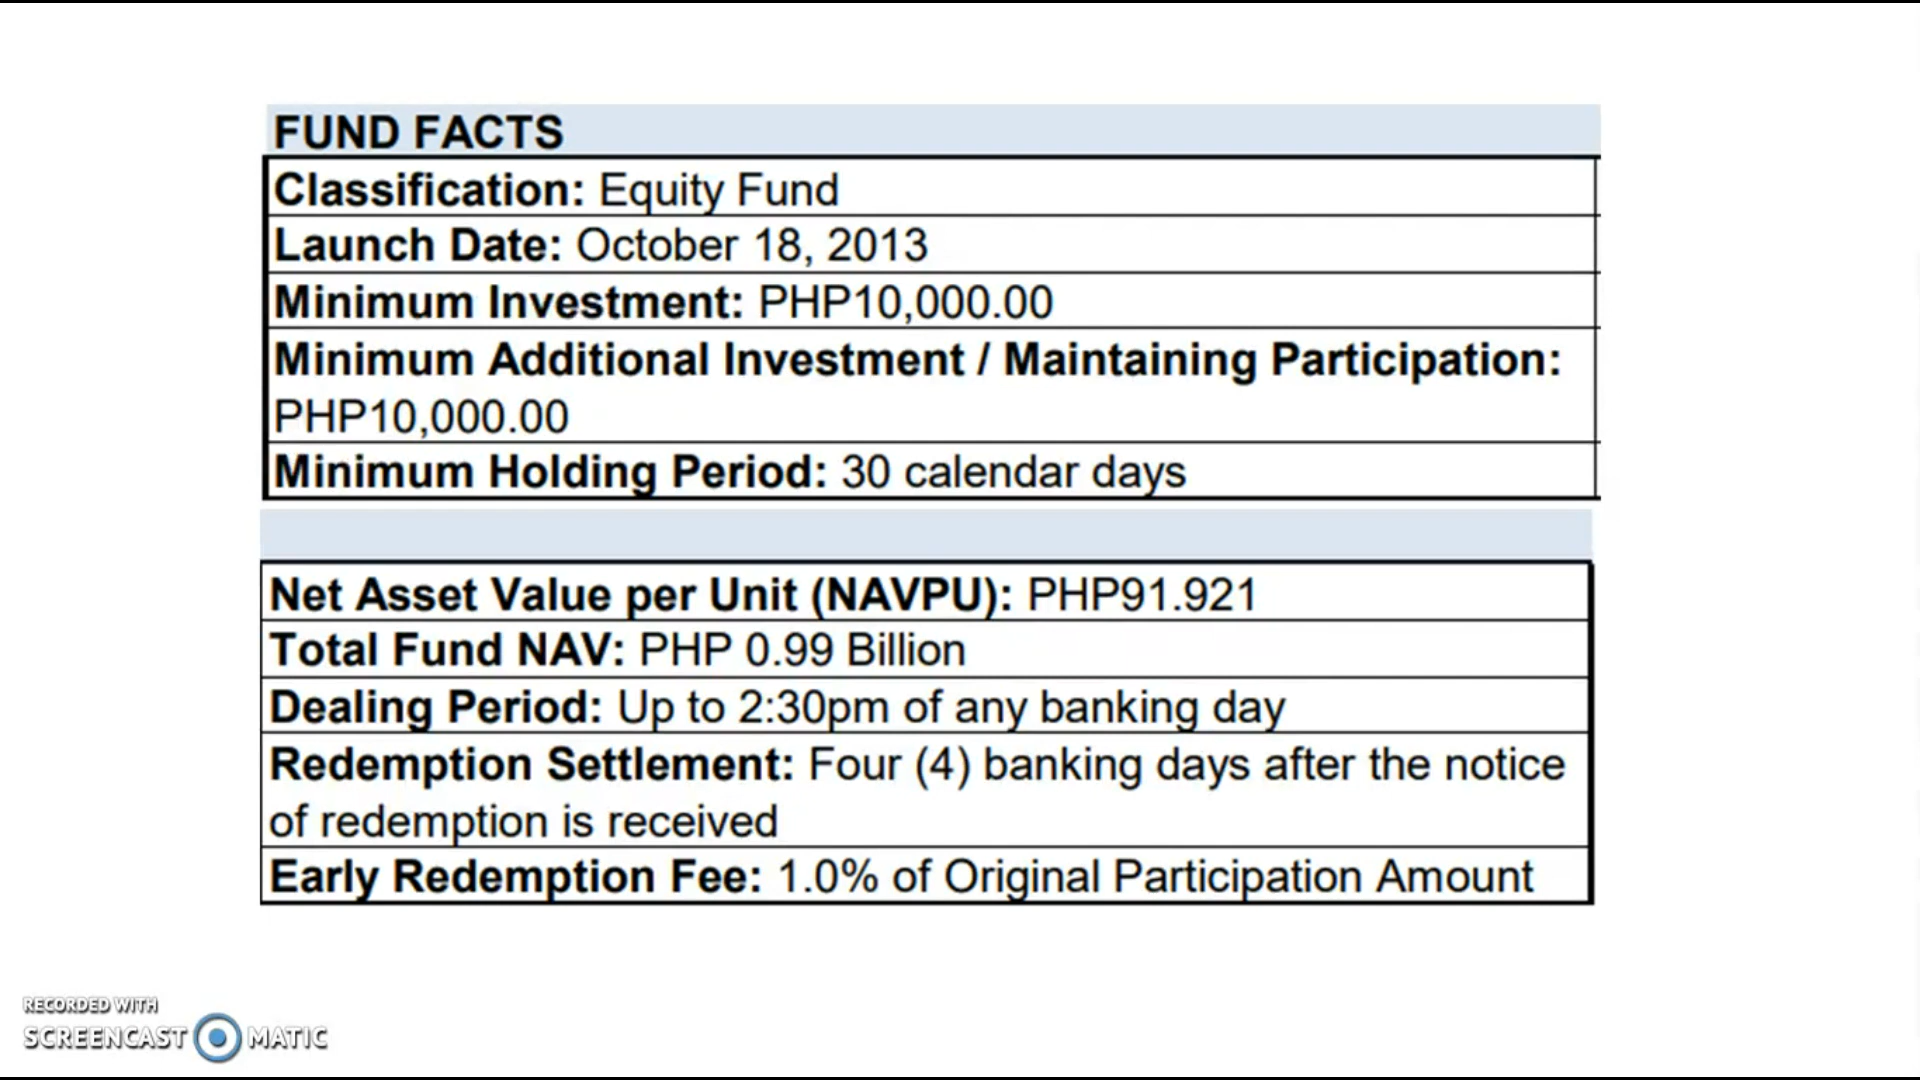 FUND FACTS
Classification: Equity Fund
Launch Date: October 18, 2013
Minimum Investment: PHP10,000.00
Minimum Additional Investment / Maintaining Participation:
PHP10,000.00
Minimum Holding Period: 30 calendar days
Net Asset Value per Unit (NAVPU): PHP91.921
Total Fund NAV: PHP 0.99 Billion
Dealing Period: Up to 2:30pm of any banking day
Redemption Settlement: Four (4) banking days after the notice
of redemption is received
Early Redemption Fee: 1.0% of Original Participation Amount
RECORDED WITH
SCREENCAST MATIC